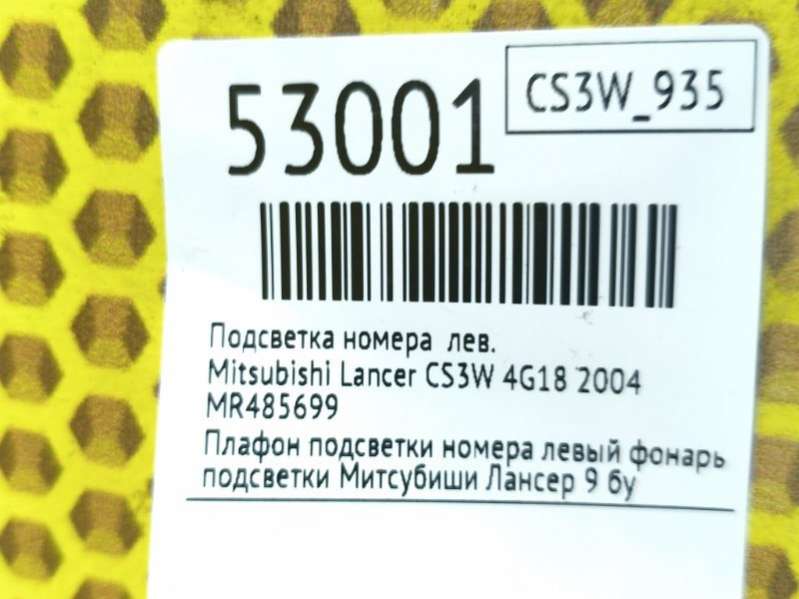 53001
CS3W_935
Подсветка номера лев.
Mitsubishi Lancer CS3W 4G18 2004
MR485699
Плафон подсветки номера левый фонарь
подсветки Митсубиши Лансер 9 бу